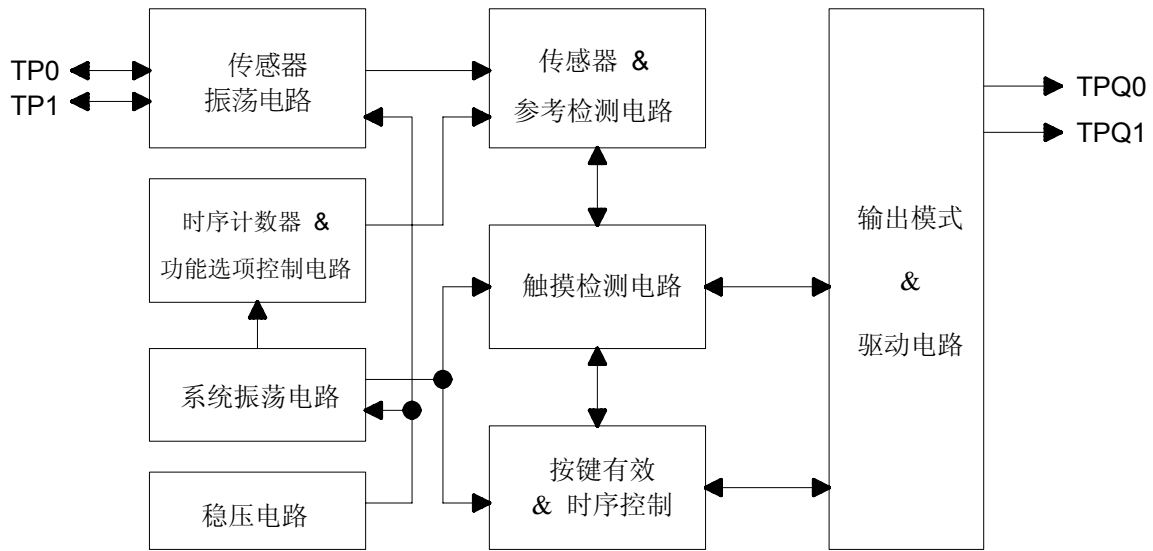 TP0
TP1
传感器
振荡电路
传感器 &
参考检测电路
TPQ0
TPQ1
时序计数器 &
功能选项控制电路
触摸检测电路
输出模式
&
驱动电路
系统振荡电路
稳压电路
按键有效
& 时序控制